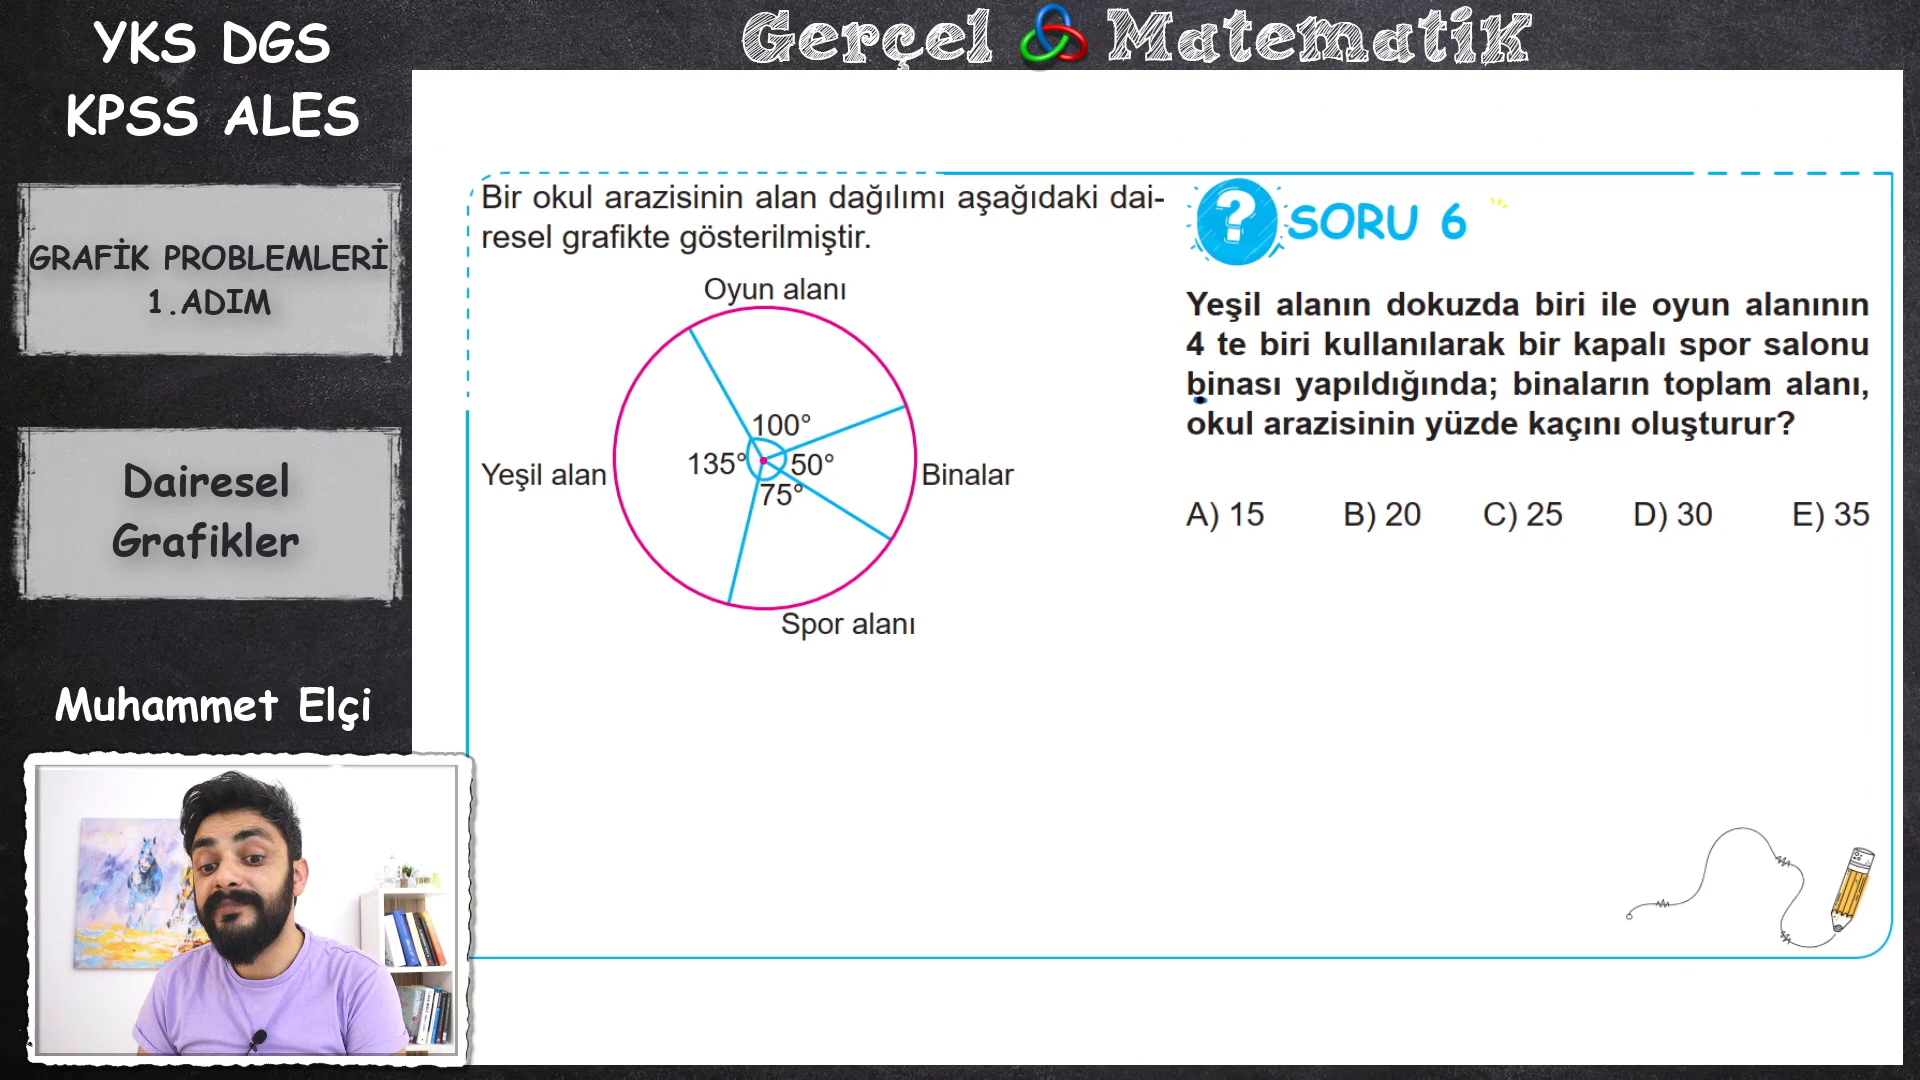 YKS DGS
KPSS ALES
Gerçel Matematik
GRAFİK PROBLEMLERİ
1.ADIM
Dairesel
Grafikler
Muhammet Elçi
Bir okul arazisinin alan dağılımı aşağıdaki dai-
resel grafikte gösterilmiştir.
Oyun alanı
100°
135°
50°
75°
Yeşil alan
Binalar
Spor alanı
?
SORU 6
Yeşil alanın dokuzda biri ile oyun alanının
4 te biri kullanılarak bir kapalı spor salonu
binası yapıldığında; binaların toplam alanı,
okul arazisinin yüzde kaçını oluşturur?
A) 15 B) 20 C) 25 D) 30 E) 35